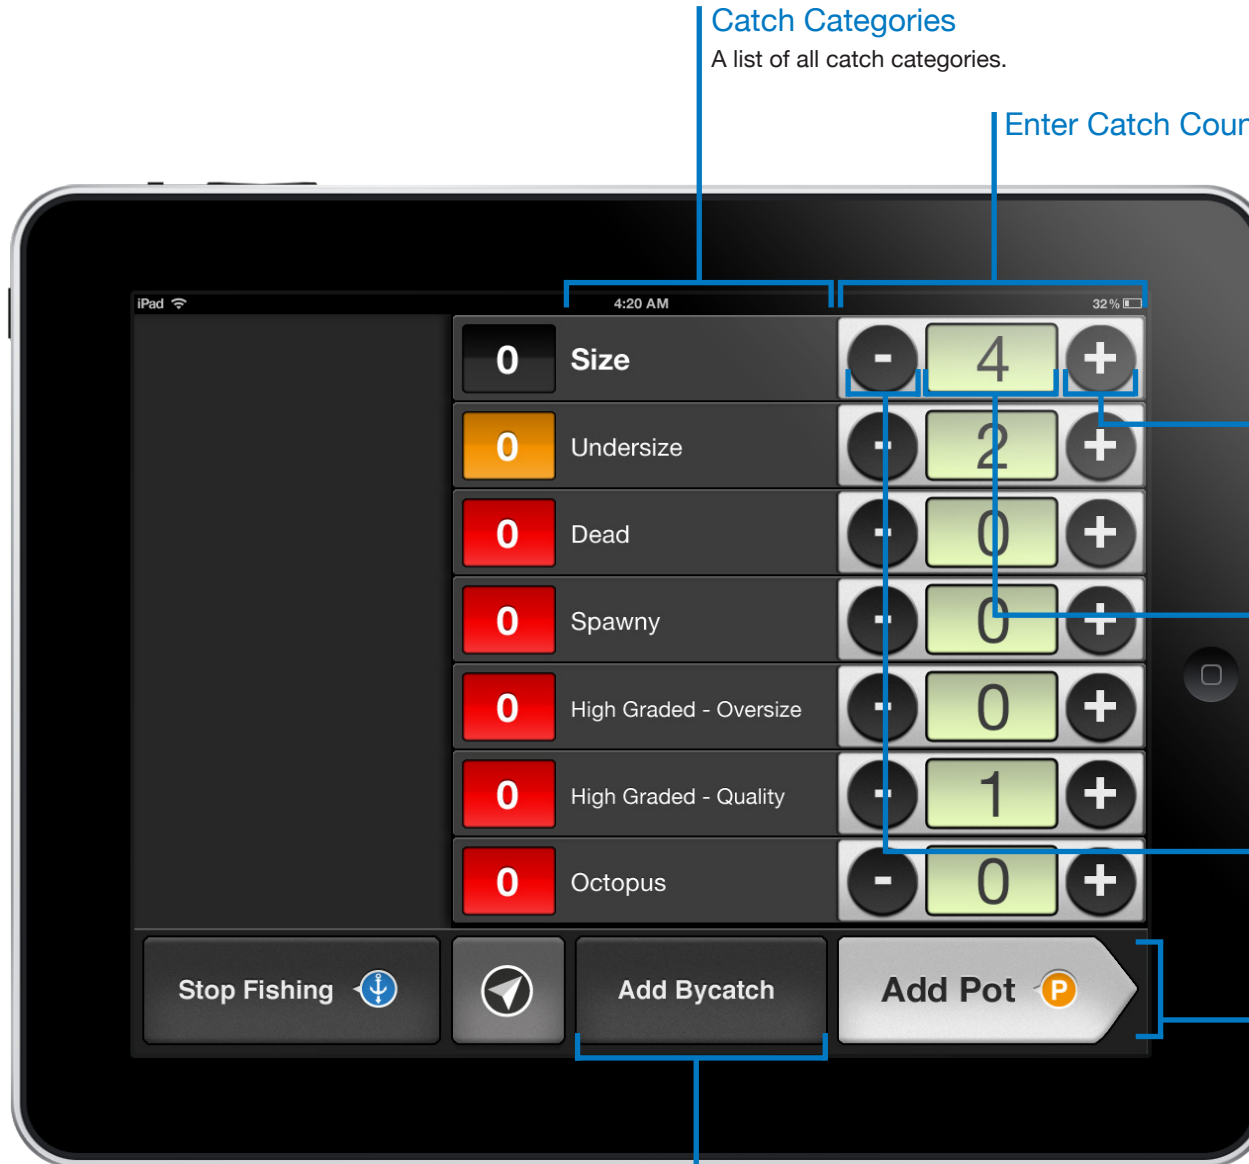 Catch Categories
A list of all catch categories.
Enter Catch Coun
iPad 4:20 AM 32%
0 Size - 4 +
0 Undersize - 2 +
0 Dead - 0 +
0 Spawny - 0 +
0 High Graded - Oversize - 0 +
0 High Graded - Quality - 1 +
0 Octopus - 0 +
Stop Fishing Add Bycatch Add Pot P